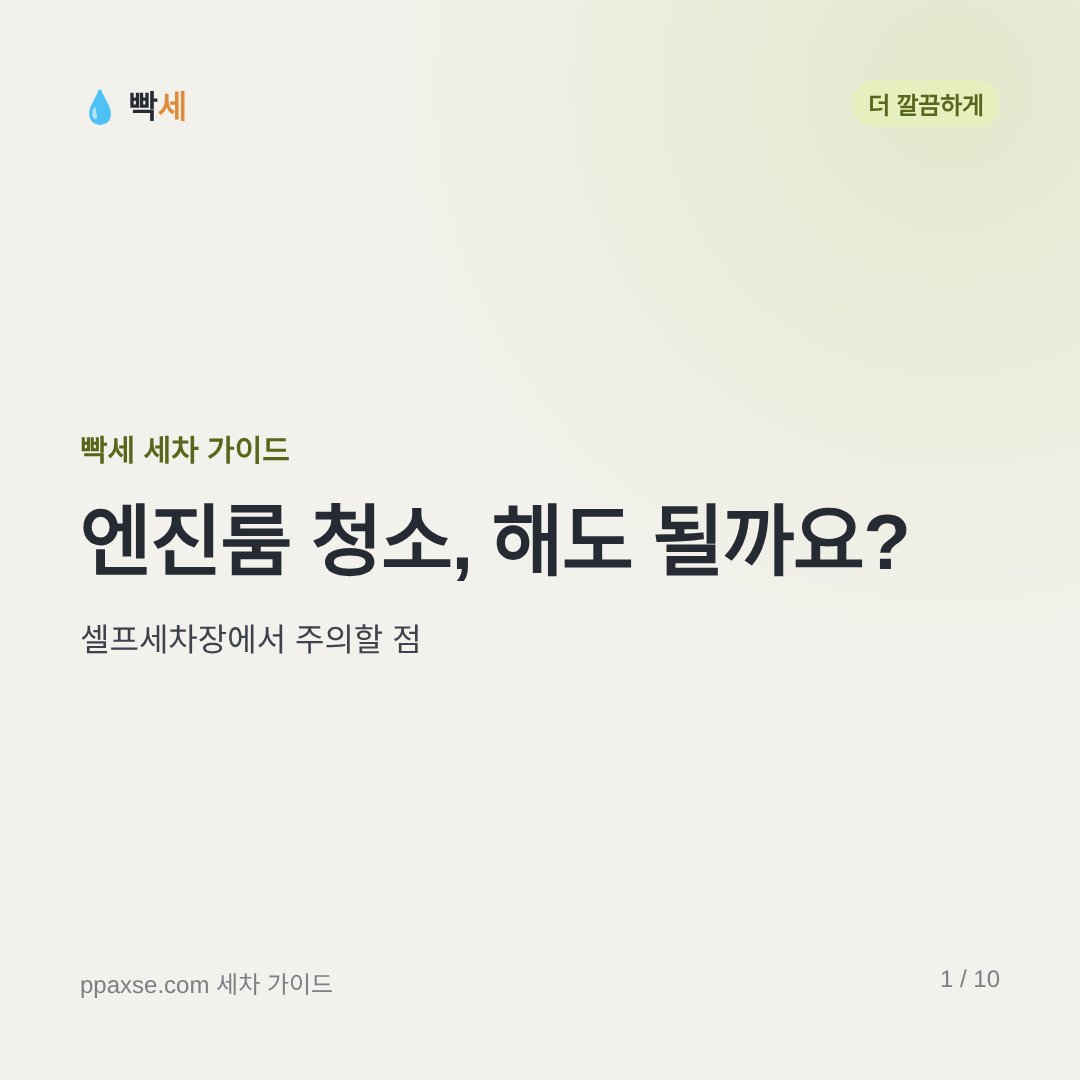 빡세
더 깔끔하게
빡세 세차 가이드
엔진룸 청소, 해도 될까요?
셀프세차장에서 주의할 점
ppaxse.com 세차 가이드
1 / 10